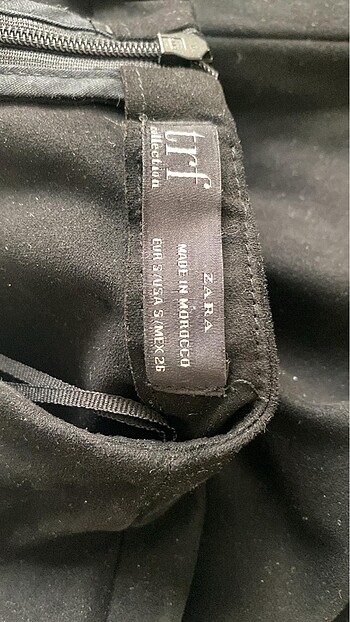 trf
collection
ZARA
MADE IN MOROCCO
EUR S/USA S/MEX 26